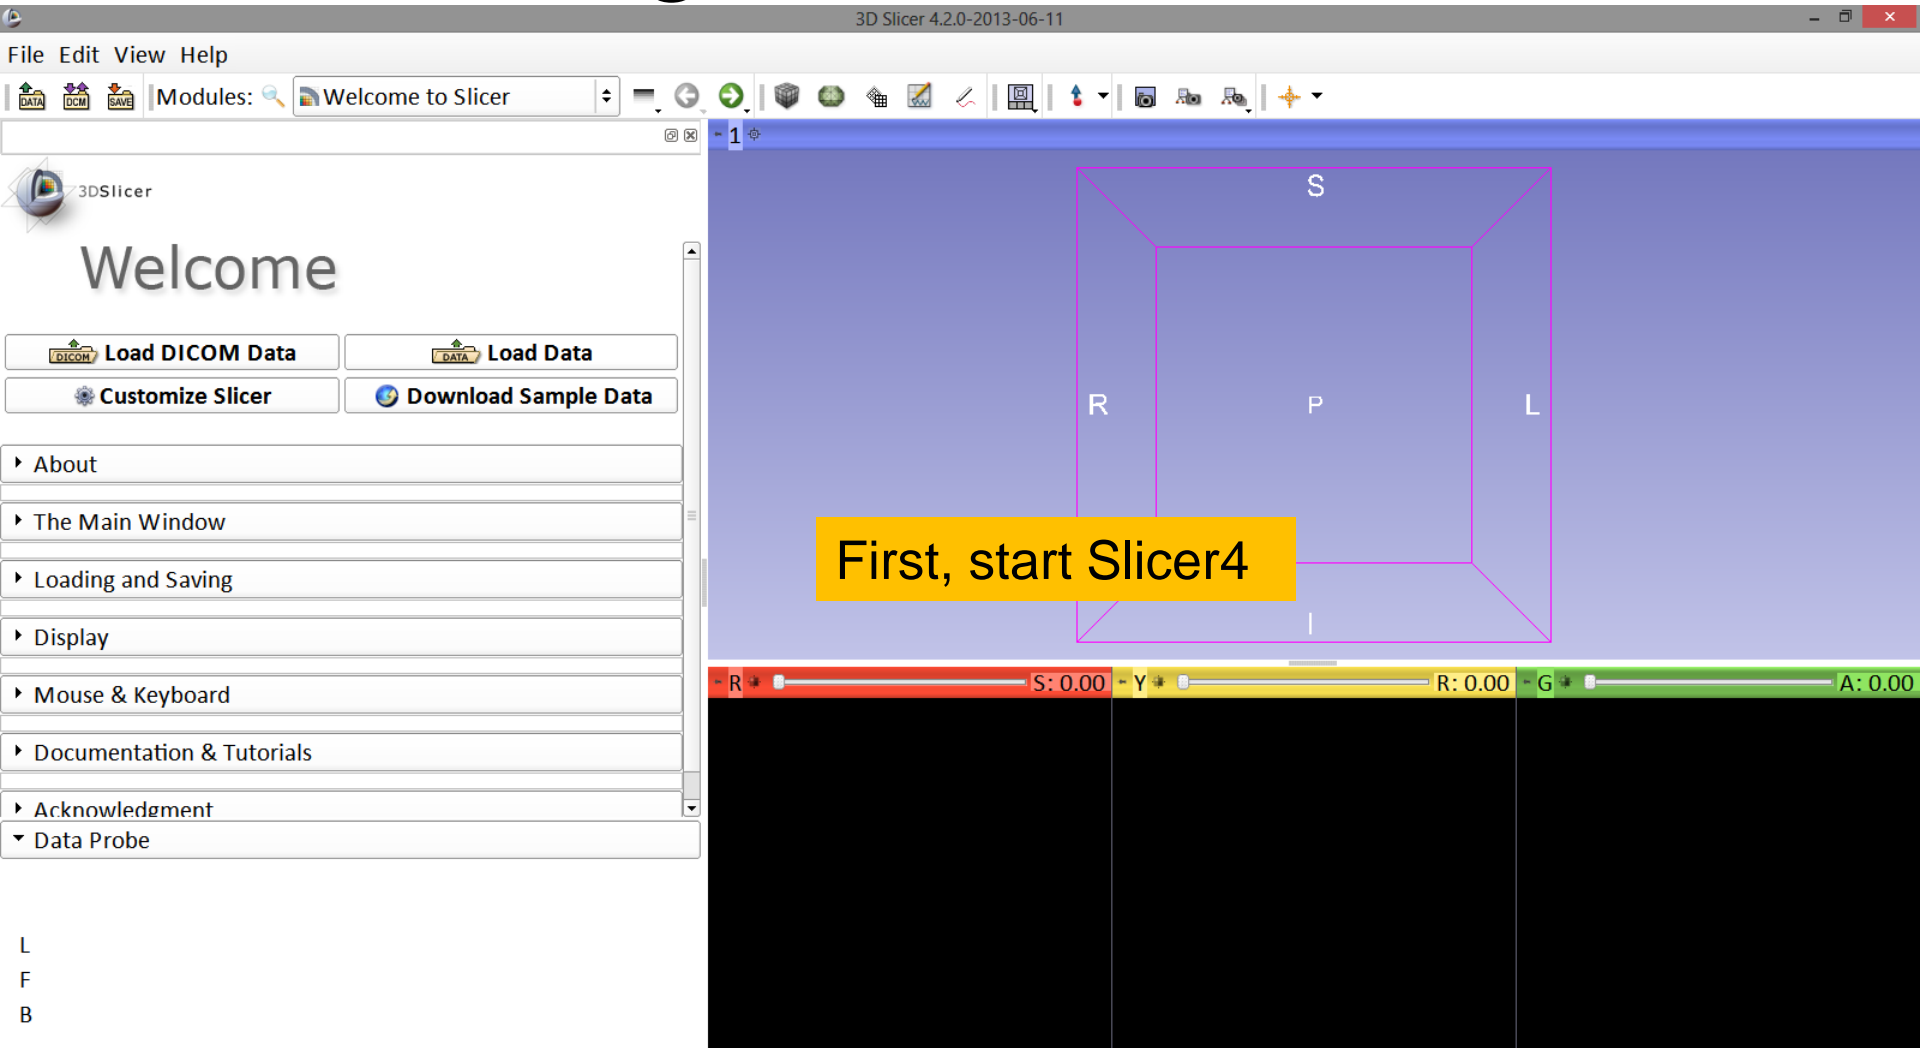 3D Slicer 4.2.0-2013-06-11
File Edit View Help
DATA DCM SAVE Modules: Welcome to Slicer
1
3DSlicer
Welcome
DICOM Load DICOM Data DATA Load Data
Customize Slicer Download Sample Data
About
The Main Window
Loading and Saving
Display
Mouse & Keyboard
Documentation & Tutorials
Acknowledgment
Data Probe
L
F
B
S
R P L
First, start Slicer4
I
R S: 0.00 Y R: 0.00 G A: 0.00